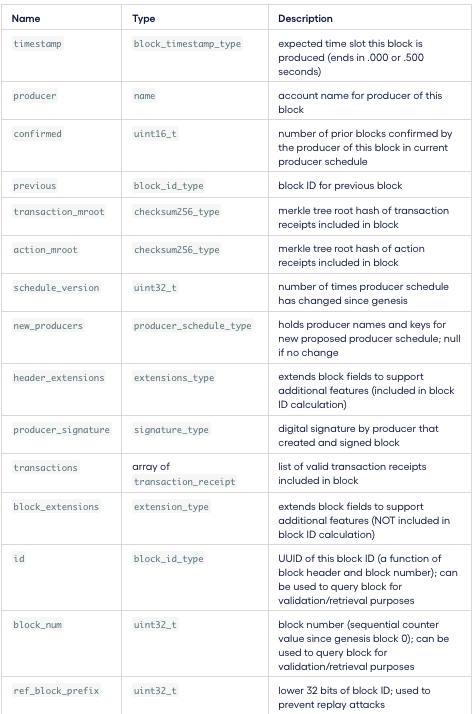 Name Type Description
timestamp block_timestamp_type expected time slot this block is
produced (ends in .000 or .500
seconds)
producer name account name for producer of this
block
confirmed uint16_t number of prior blocks confirmed by
the producer of this block in current
producer schedule
previous block_id_type block ID for previous block
transaction_mroot checksum256_type merkle tree root hash of transaction
receipts included in block
action_mroot checksum256_type merkle tree root hash of action
receipts included in block
schedule_version uint32_t number of times producer schedule
has changed since genesis
new_producers producer_schedule_type holds producer names and keys for
new proposed producer schedule; null
if no change
header_extensions extensions_type extends block fields to support
additional features (included in block
ID calculation)
producer_signature signature_type digital signature by producer that
created and signed block
transactions array of list of valid transaction receipts
transaction_receipt included in block
block_extensions extension_type extends block fields to support
additional features (NOT included in
block ID calculation)
id block_id_type UUID of this block ID (a function of
block header and block number); can
be used to query block for
validation/retrieval purposes
block_num uint32_t block number (sequential counter
value since genesis block 0); can be
used to query block for
validation/retrieval purposes
ref_block_prefix uint32_t lower 32 bits of block ID; used to
prevent replay attacks